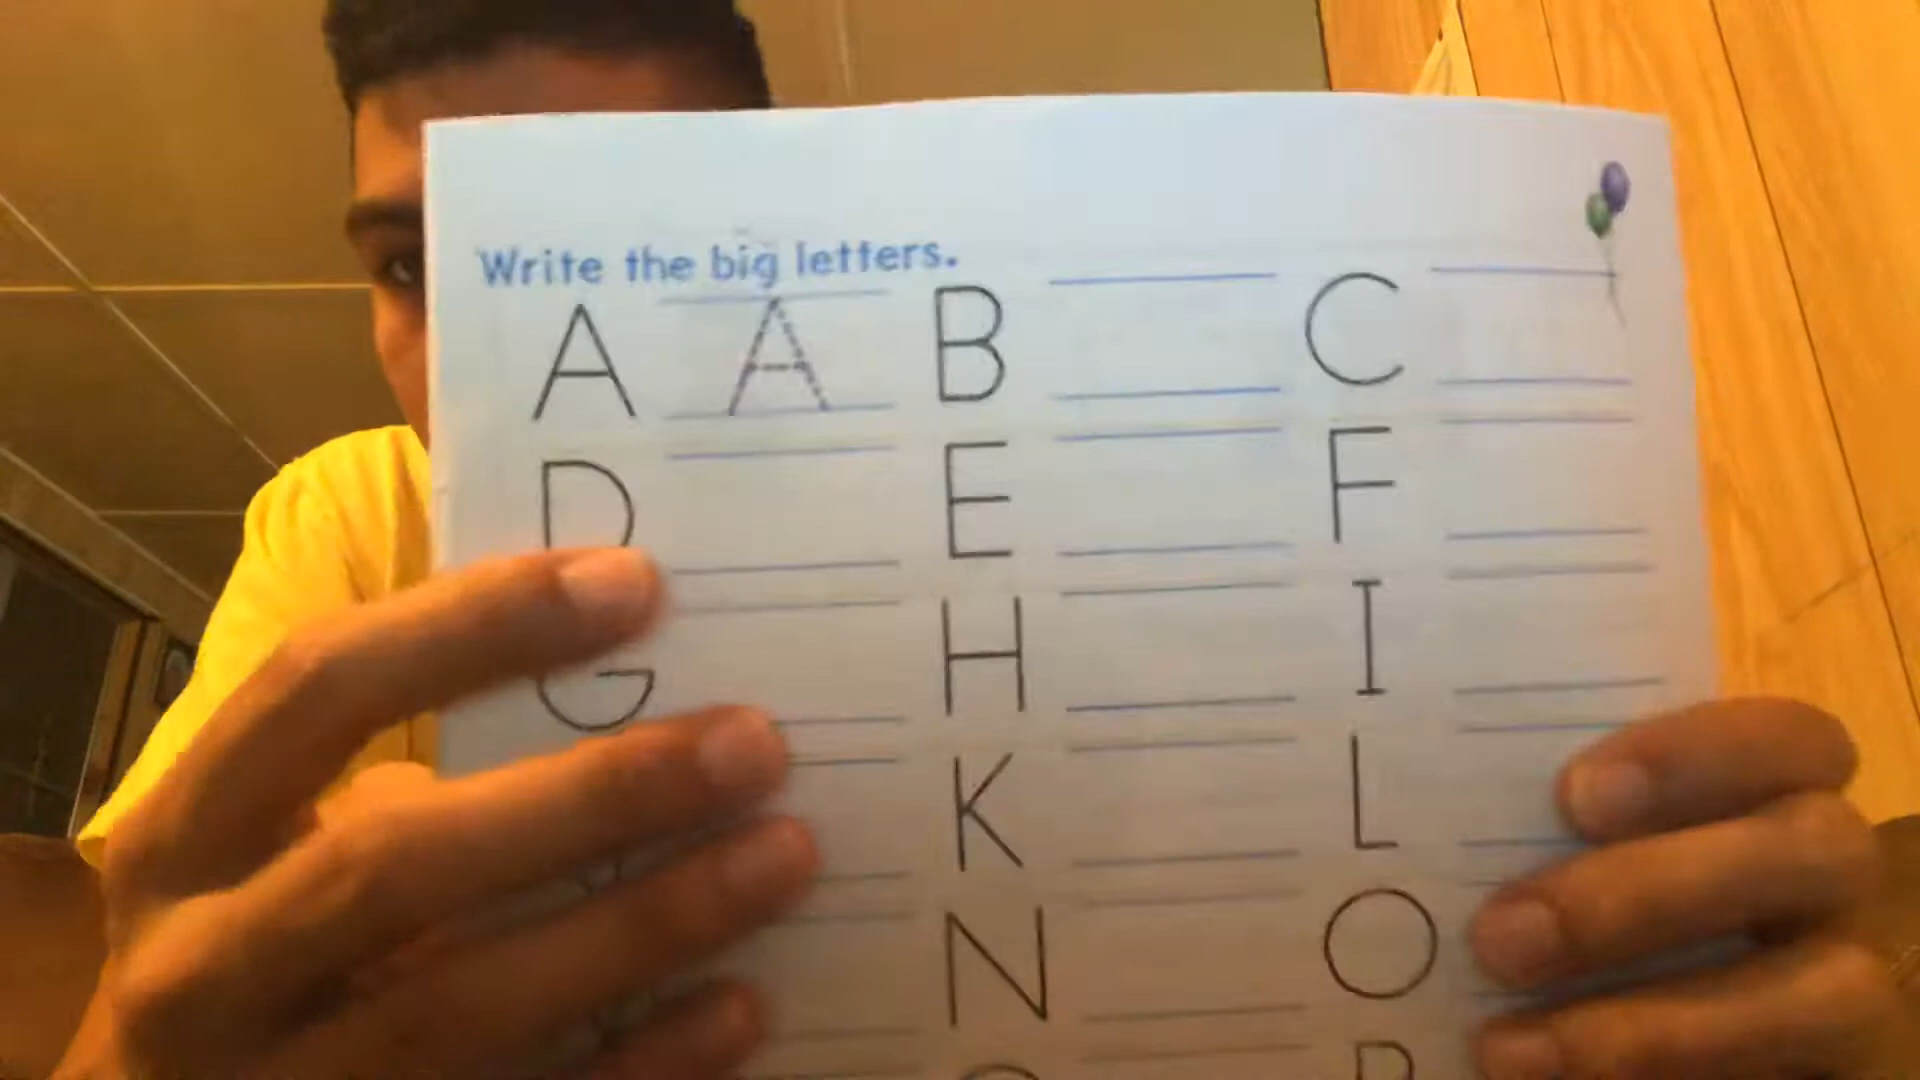 Write the big letters.
A A B C
D E F
G H I
K L
N O